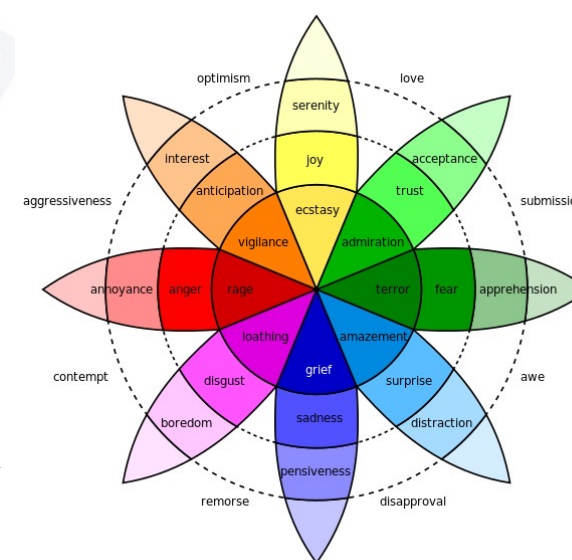 optimism
love
serenity
interest
acceptance
joy
anticipation
trust
aggressiveness
submissio
ecstasy
vigilance
admiration
annoyance
anger
rage
terror
fear
apprehension
loathing
amazement
grief
contempt
disgust
surprise
awe
sadness
boredom
distraction
pensiveness
remorse
disapproval